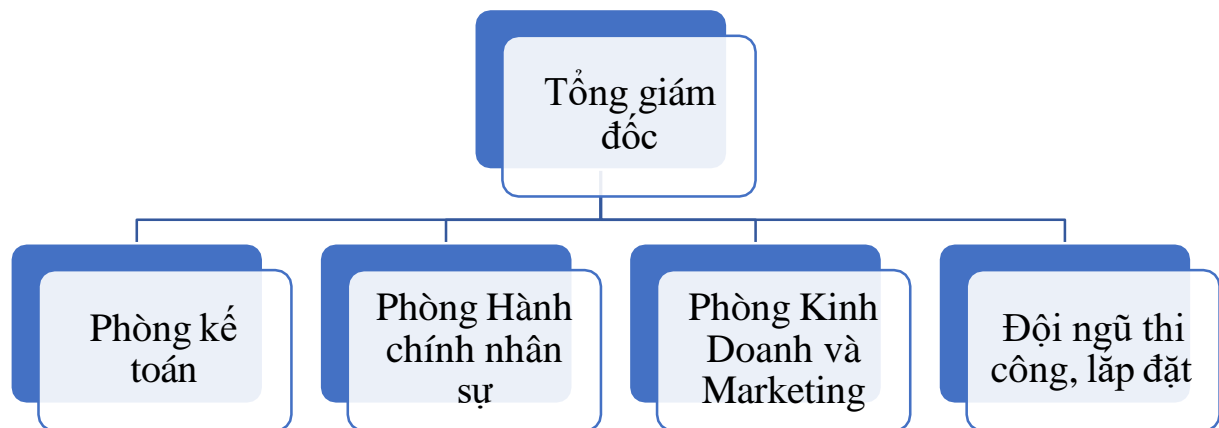 Tổng giám
đốc
Phòng kế
toán
Phòng Hành
chính nhân
sự
Phòng Kinh
Doanh và
Marketing
Đội ngũ thi
công, lắp đặt